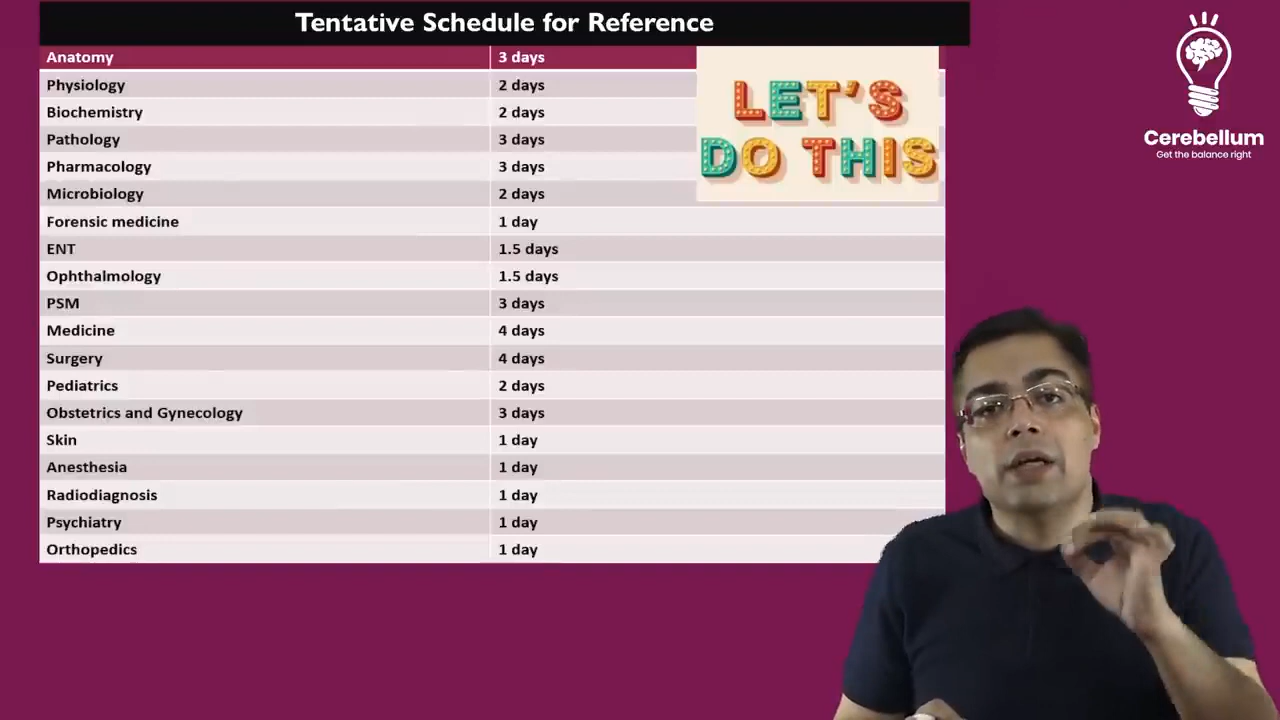 Tentative Schedule for Reference
Anatomy 3 days
Physiology 2 days
Biochemistry 2 days
Pathology 3 days
Pharmacology 3 days
Microbiology 2 days
Forensic medicine 1 day
ENT 1.5 days
Ophthalmology 1.5 days
PSM 3 days
Medicine 4 days
Surgery 4 days
Pediatrics 2 days
Obstetrics and Gynecology 3 days
Skin 1 day
Anesthesia 1 day
Radiodiagnosis 1 day
Psychiatry 1 day
Orthopedics 1 day
LET'S
DO THIS
Cerebellum
Get the balance right